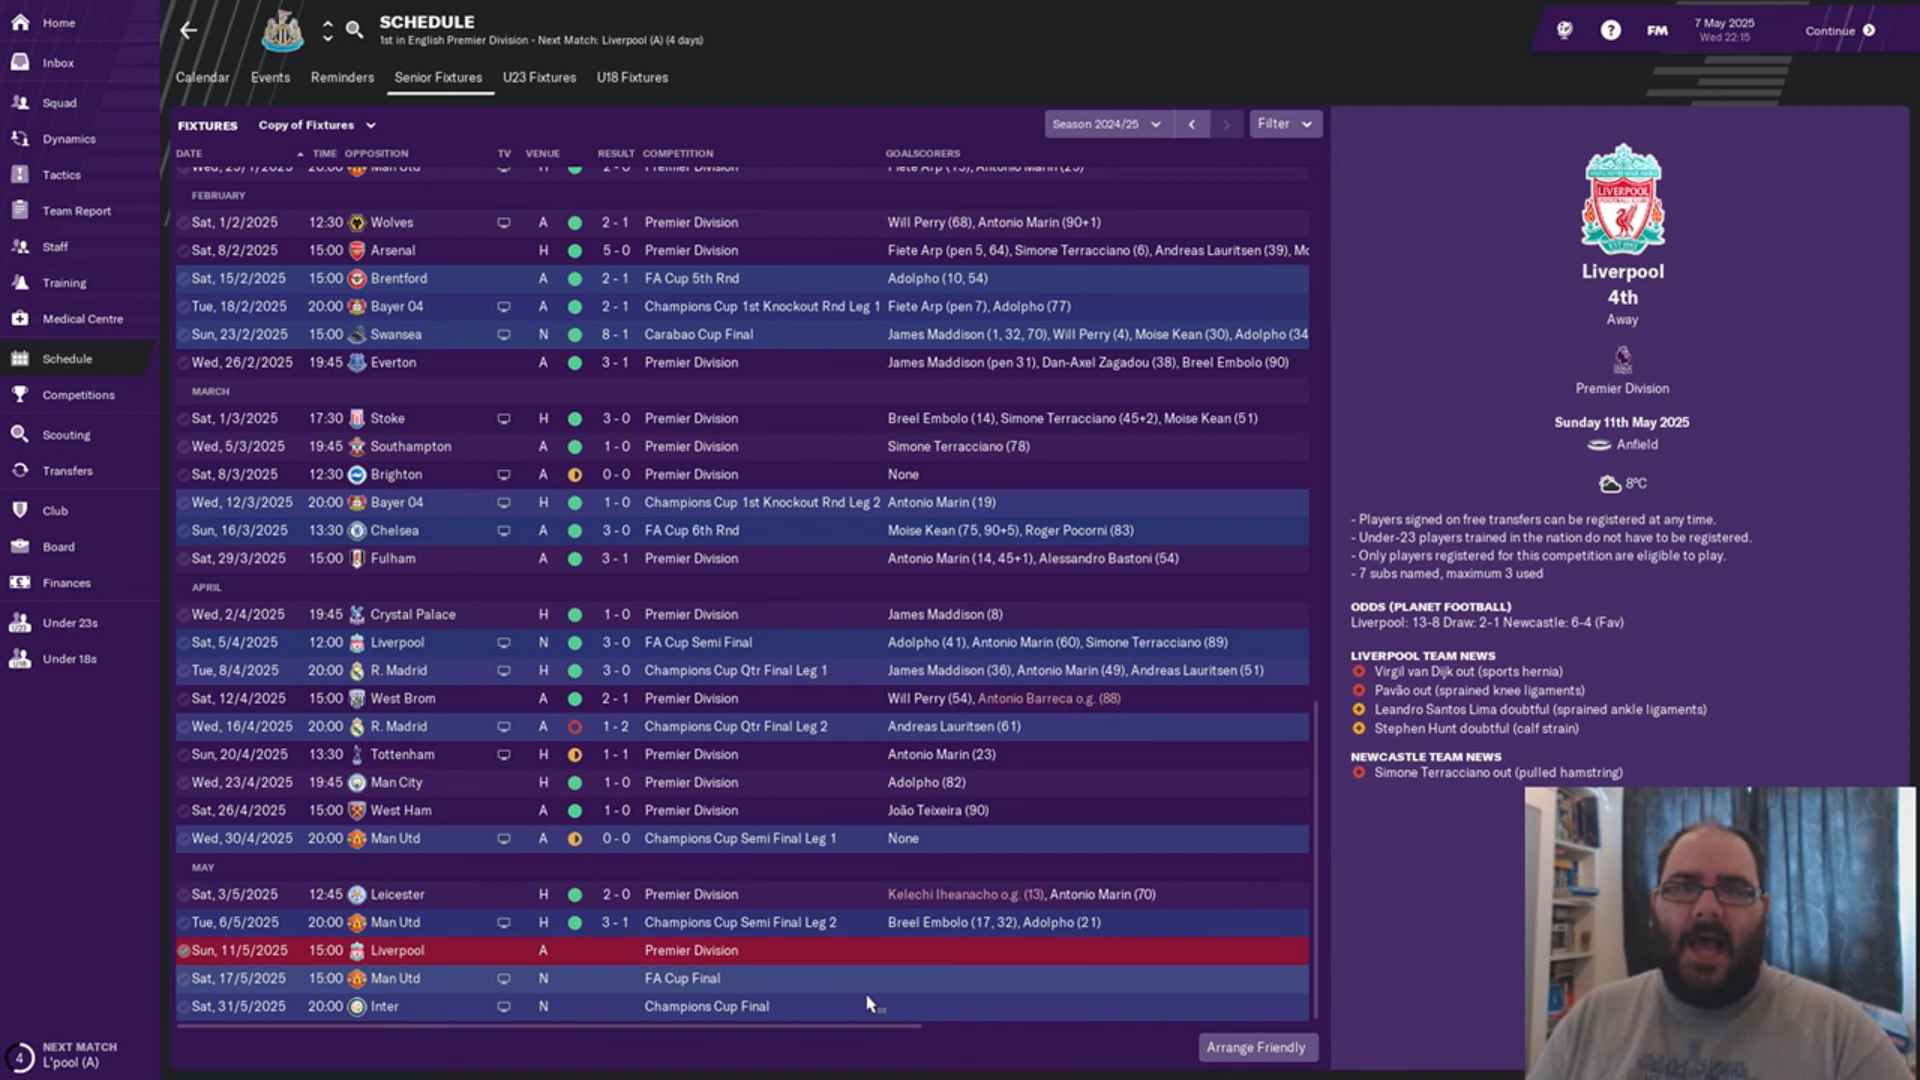 Home
Inbox
Squad
Dynamics
Tactics
Team Report
Staff
Training
Medical Centre
Schedule
Competitions
Scouting
Transfers
Club
Board
Finances
Under 23s
Under 18s
4 NEXT MATCH
L'pool (A)
SCHEDULE
1st in English Premier Division - Next Match: Liverpool (A) (4 days)
FM
7 May 2025
Wed 22:15
Continue
Calendar Events Reminders Senior Fixtures U23 Fixtures U18 Fixtures
FIXTURES Copy of Fixtures Season 2024/25 Filter
DATE TIME OPPOSITION TV VENUE RESULT COMPETITION GOALSCORERS
Wed, 29/1/2025 20:00 Man Utd H 2 - 0 Premier Division Fiete Arp (15), Antonio Marin (25)
FEBRUARY
Sat, 1/2/2025 12:30 Wolves A 2 - 1 Premier Division Will Perry (68), Antonio Marin (90+1)
Sat, 8/2/2025 15:00 Arsenal H 5 - 0 Premier Division Fiete Arp (pen 5, 64), Simone Terracciano (6), Andreas Lauritsen (39), Mo
Sat, 15/2/2025 15:00 Brentford A 2 - 1 FA Cup 5th Rnd Adolpho (10, 54)
Tue, 18/2/2025 20:00 Bayer 04 A 2 - 1 Champions Cup 1st Knockout Rnd Leg 1 Fiete Arp (pen 7), Adolpho (77)
Sun, 23/2/2025 15:00 Swansea N 8 - 1 Carabao Cup Final James Maddison (1, 32, 70), Will Perry (4), Moise Kean (30), Adolpho (34
Wed, 26/2/2025 19:45 Everton A 3 - 1 Premier Division James Maddison (pen 31), Dan-Axel Zagadou (38), Breel Embolo (90)
MARCH
Sat, 1/3/2025 17:30 Stoke H 3 - 0 Premier Division Breel Embolo (14), Simone Terracciano (45+2), Moise Kean (51)
Wed, 5/3/2025 19:45 Southampton A 1 - 0 Premier Division Simone Terracciano (78)
Sat, 8/3/2025 12:30 Brighton A 0 - 0 Premier Division None
Wed, 12/3/2025 20:00 Bayer 04 H 1 - 0 Champions Cup 1st Knockout Rnd Leg 2 Antonio Marin (19)
Sun, 16/3/2025 13:30 Chelsea A 3 - 0 FA Cup 6th Rnd Moise Kean (75, 90+5), Roger Pocorni (83)
Sat, 29/3/2025 15:00 Fulham A 3 - 1 Premier Division Antonio Marin (14, 45+1), Alessandro Bastoni (54)
APRIL
Wed, 2/4/2025 19:45 Crystal Palace H 1 - 0 Premier Division James Maddison (8)
Sat, 5/4/2025 12:00 Liverpool N 3 - 0 FA Cup Semi Final Adolpho (41), Antonio Marin (60), Simone Terracciano (89)
Tue, 8/4/2025 20:00 R. Madrid H 3 - 0 Champions Cup Qtr Final Leg 1 James Maddison (36), Antonio Marin (49), Andreas Lauritsen (51)
Sat, 12/4/2025 15:00 West Brom A 2 - 1 Premier Division Will Perry (54), Antonio Barreca o.g. (88)
Wed, 16/4/2025 20:00 R. Madrid A 1 - 2 Champions Cup Qtr Final Leg 2 Andreas Lauritsen (61)
Sun, 20/4/2025 13:30 Tottenham H 1 - 1 Premier Division Antonio Marin (23)
Wed, 23/4/2025 19:45 Man City H 1 - 0 Premier Division Adolpho (82)
Sat, 26/4/2025 15:00 West Ham A 1 - 0 Premier Division João Teixeira (90)
Wed, 30/4/2025 20:00 Man Utd A 0 - 0 Champions Cup Semi Final Leg 1 None
MAY
Sat, 3/5/2025 12:45 Leicester H 2 - 0 Premier Division Kelechi Iheanacho o.g. (13), Antonio Marin (70)
Tue, 6/5/2025 20:00 Man Utd H 3 - 1 Champions Cup Semi Final Leg 2 Breel Embolo (17, 32), Adolpho (21)
Sun, 11/5/2025 15:00 Liverpool A Premier Division
Sat, 17/5/2025 15:00 Man Utd N FA Cup Final
Sat, 31/5/2025 20:00 Inter N Champions Cup Final
Arrange Friendly
LIVERPOOL
FOOTBALL CLUB
Liverpool
4th
Away
Premier Division
Sunday 11th May 2025
Anfield
8°C
- Players signed on free transfers can be registered at any time.
- Under-23 players trained in the nation do not have to be registered.
- Only players registered for this competition are eligible to play.
- 7 subs named, maximum 3 used
ODDS (PLANET FOOTBALL)
Liverpool: 13-8 Draw: 2-1 Newcastle: 6-4 (Fav)
LIVERPOOL TEAM NEWS
Virgil van Dijk out (sports hernia)
Pavão out (sprained knee ligaments)
Leandro Santos Lima doubtful (sprained ankle ligaments)
Stephen Hunt doubtful (calf strain)
NEWCASTLE TEAM NEWS
Simone Terracciano out (pulled hamstring)